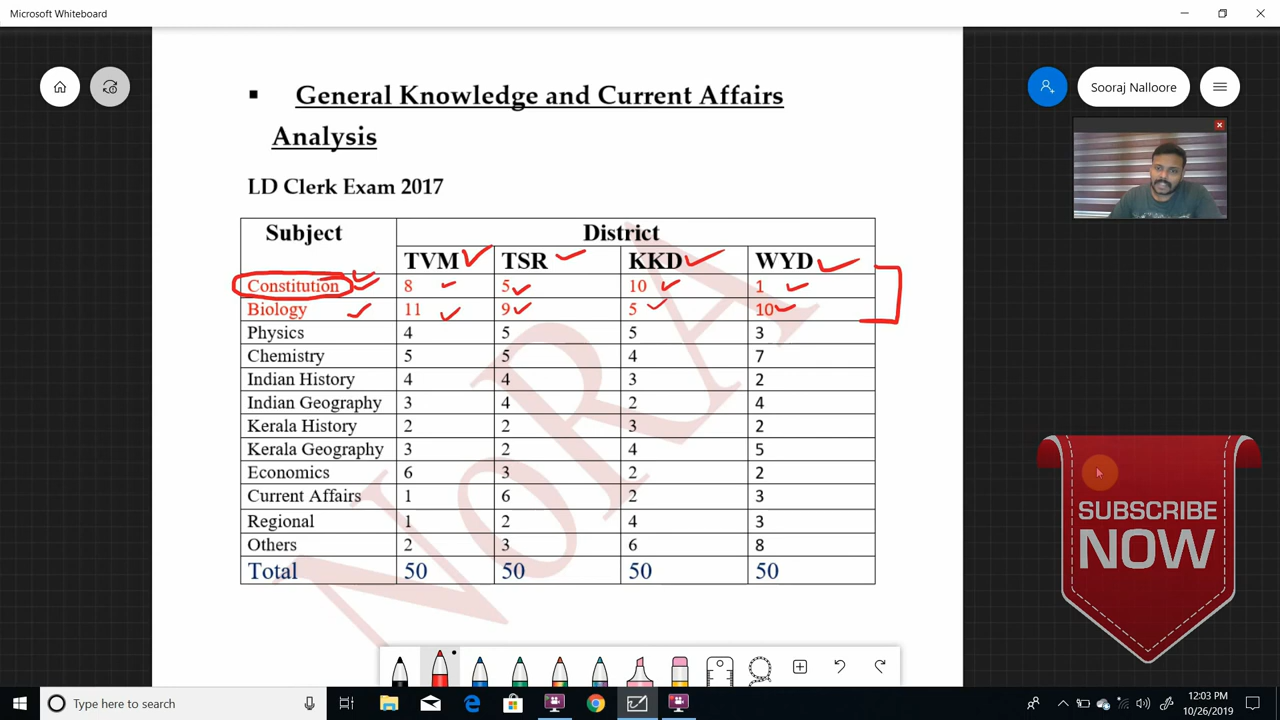 Microsoft Whiteboard
Sooraj Nalloore
▪ General Knowledge and Current Affairs
Analysis
LD Clerk Exam 2017
Subject District
TVM TSR KKD WYD
Constitution 8 5 10 1
Biology 11 9 5 10
Physics 4 5 5 3
Chemistry 5 5 4 7
Indian History 4 4 3 2
Indian Geography 3 4 2 4
Kerala History 2 2 3 2
Kerala Geography 3 2 4 5
Economics 6 3 2 2
Current Affairs 1 6 2 3
Regional 1 2 4 3
Others 2 3 6 8
Total 50 50 50 50
NoRA
SUBSCRIBE
NOW
Type here to search
12:03 PM
10/26/2019